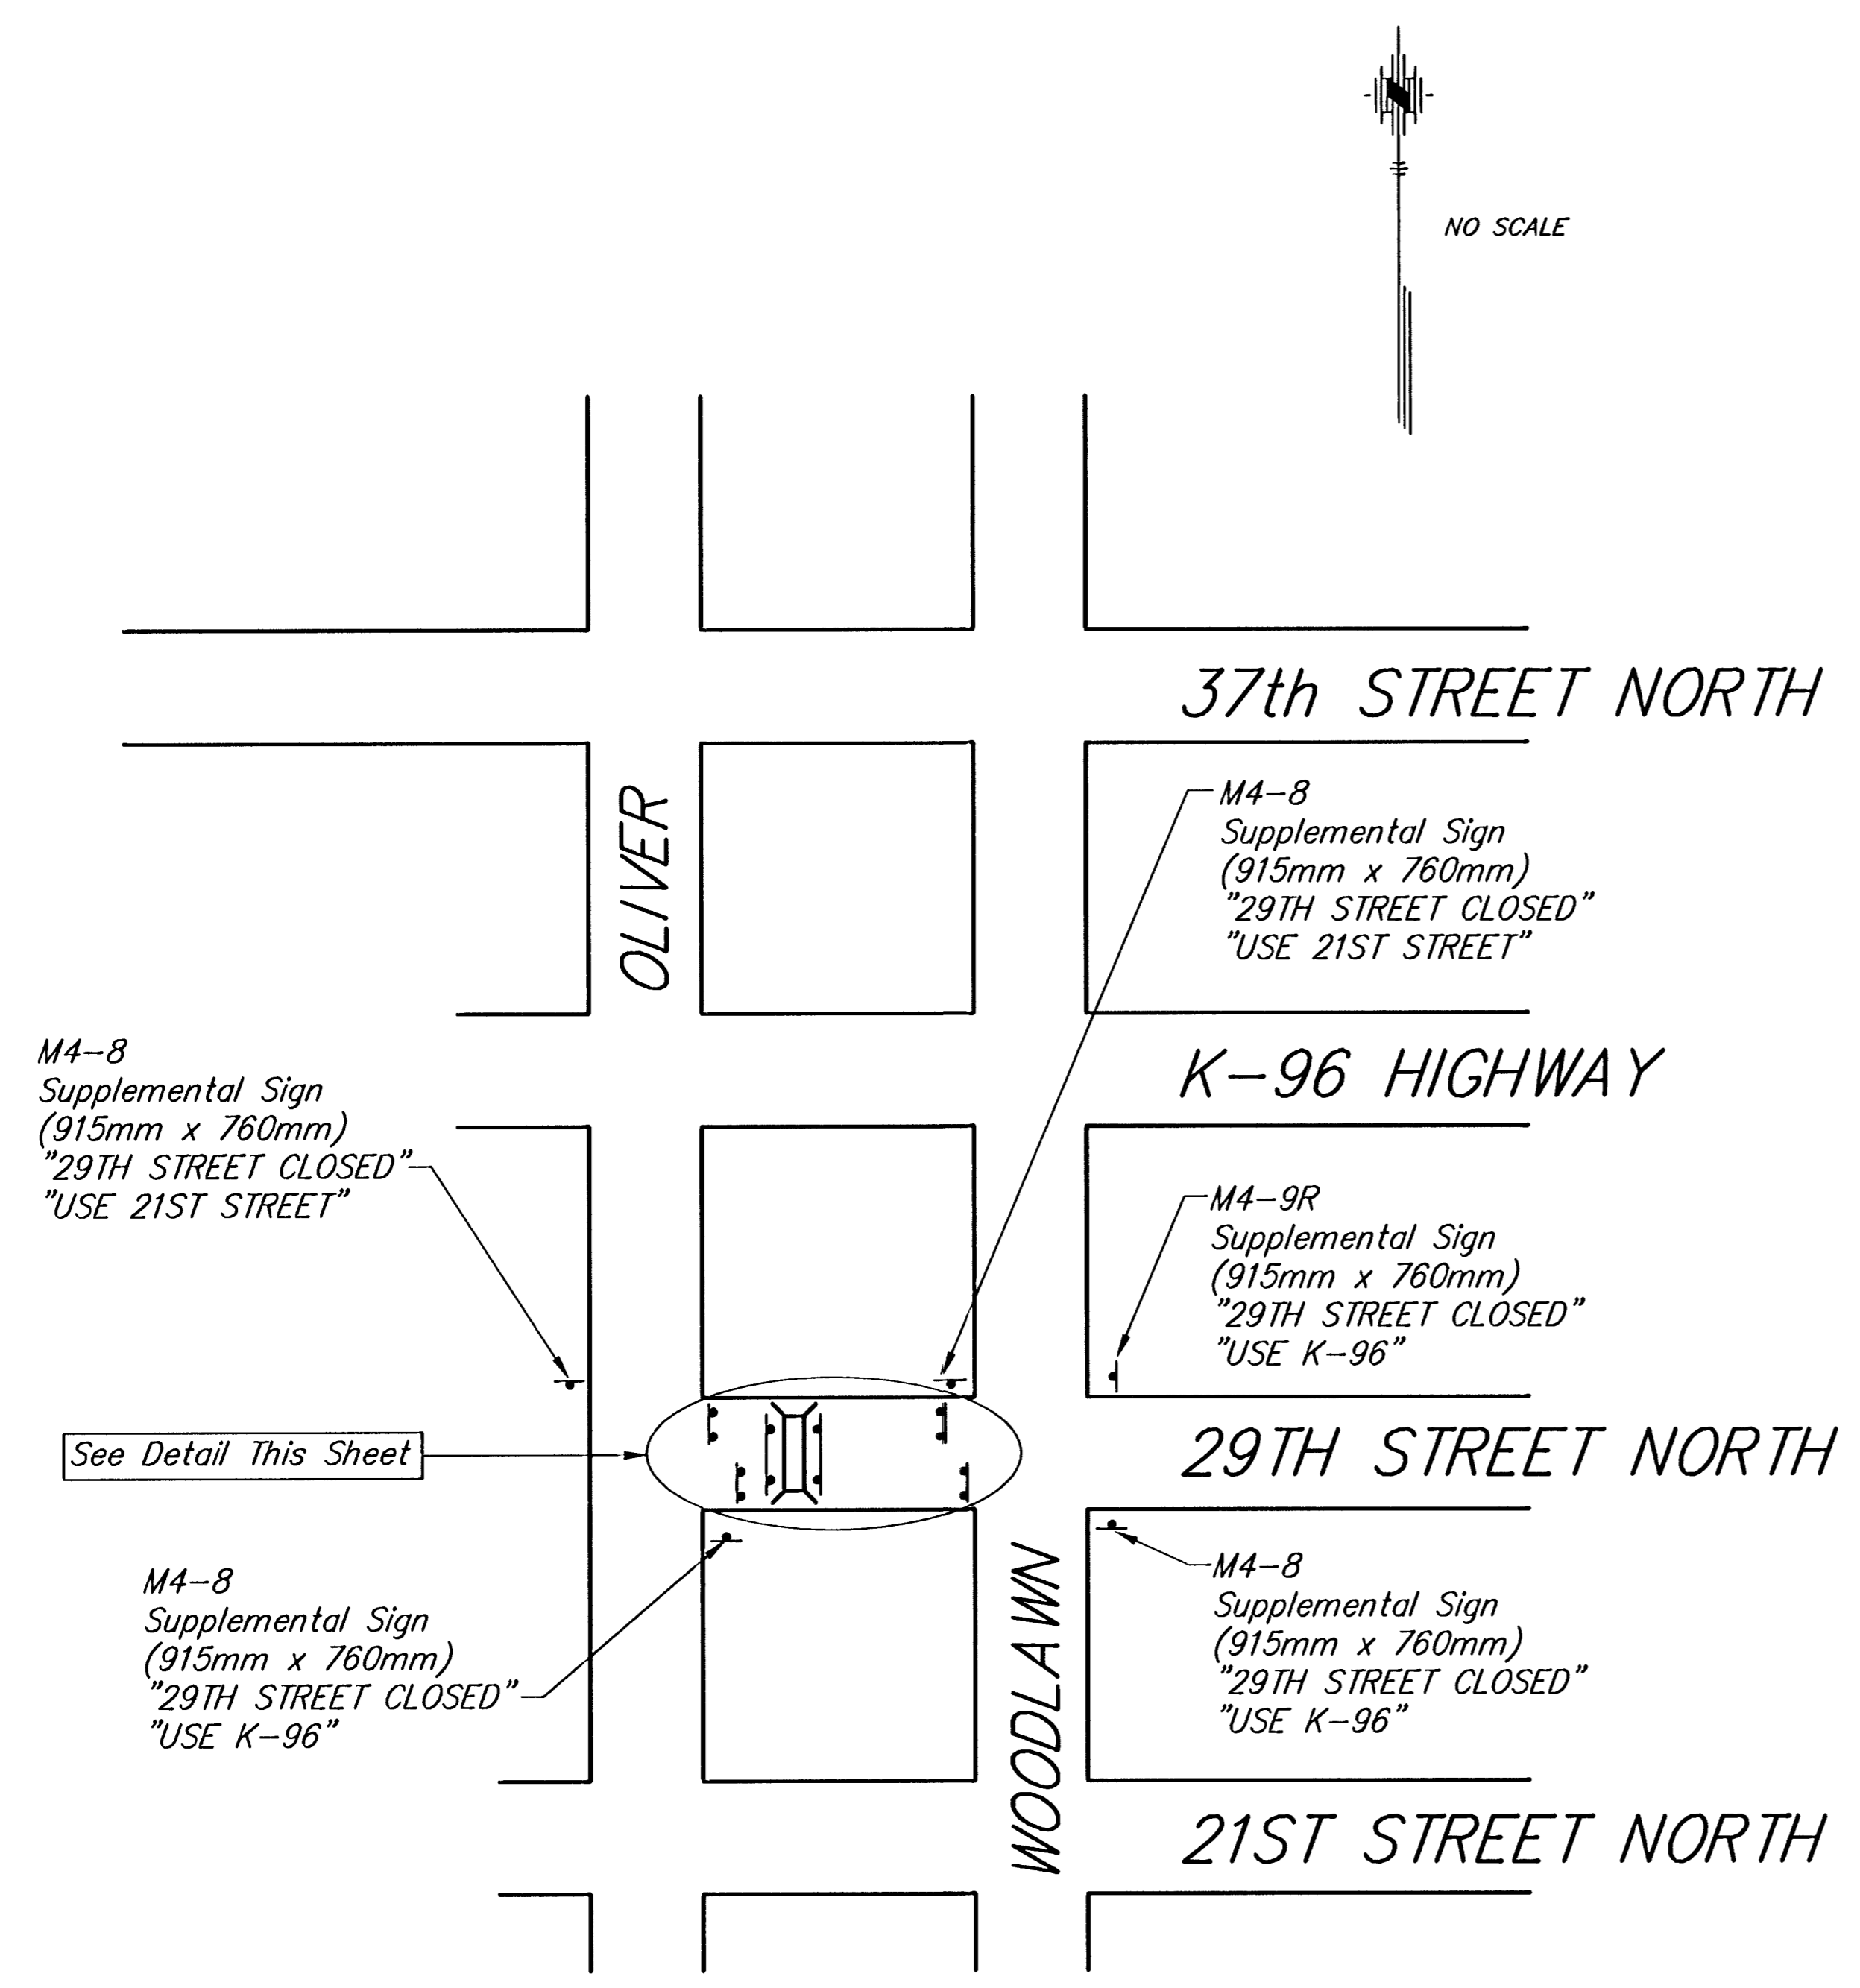 NO SCALE
37th STREET NORTH
OLIVER
M4-8
Supplemental Sign
(915mm x 760mm)
"29TH STREET CLOSED"
"USE 21ST STREET"
K-96 HIGHWAY
M4-8
Supplemental Sign
(915mm x 760mm)
"29TH STREET CLOSED"
"USE 21ST STREET"
M4-9R
Supplemental Sign
(915mm x 760mm)
"29TH STREET CLOSED"
"USE K-96"
See Detail This Sheet
29TH STREET NORTH
M4-8
Supplemental Sign
(915mm x 760mm)
"29TH STREET CLOSED"
"USE K-96"
WOODLAWN
M4-8
Supplemental Sign
(915mm x 760mm)
"29TH STREET CLOSED"
"USE K-96"
21ST STREET NORTH